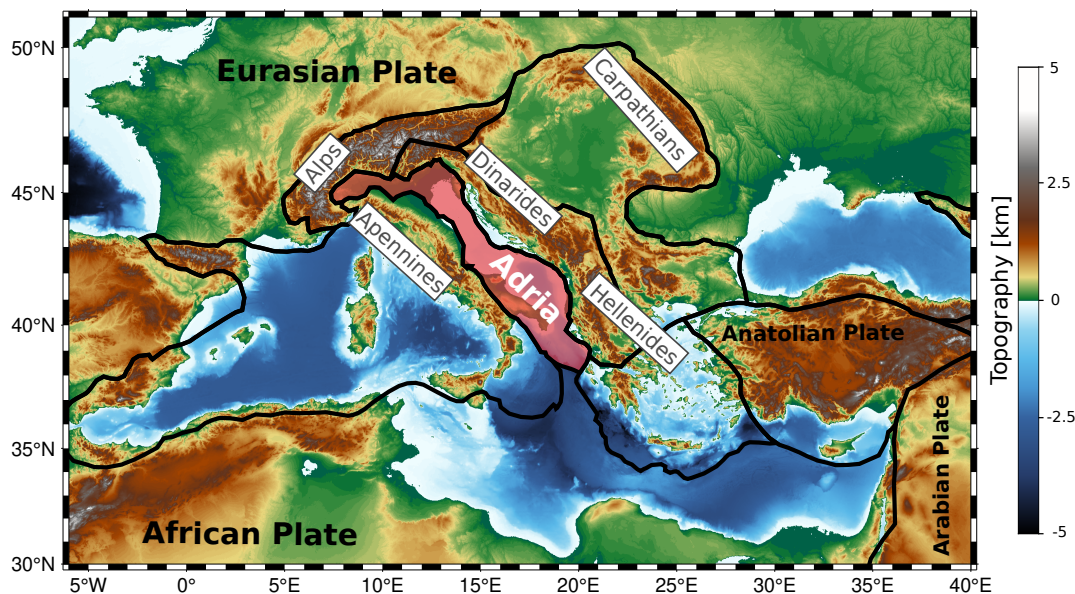 50°N
45°N
40°N
35°N
30°N
Eurasian Plate
Carpathians
Alps
Dinarides
Apennines
Adria
Hellenides
Anatolian Plate
Arabian Plate
African Plate
5°W
0°
5°E
10°E
15°E
20°E
25°E
30°E
35°E
40°E
5
2.5
0
-2.5
-5
Topography [km]